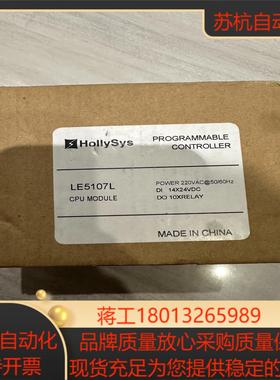 苏杭自动
HollySys
PROGRAMMABLE
CONTROLLER
LE5107L
CPU MODULE
POWER 220VAC@50/60Hz
DI 14X24VDC
DO 10XRELAY
MADE IN CHINA
蒋工18013265989
自动化
开票
品牌质量放心采购质量保
现货充足为您提供稳定的